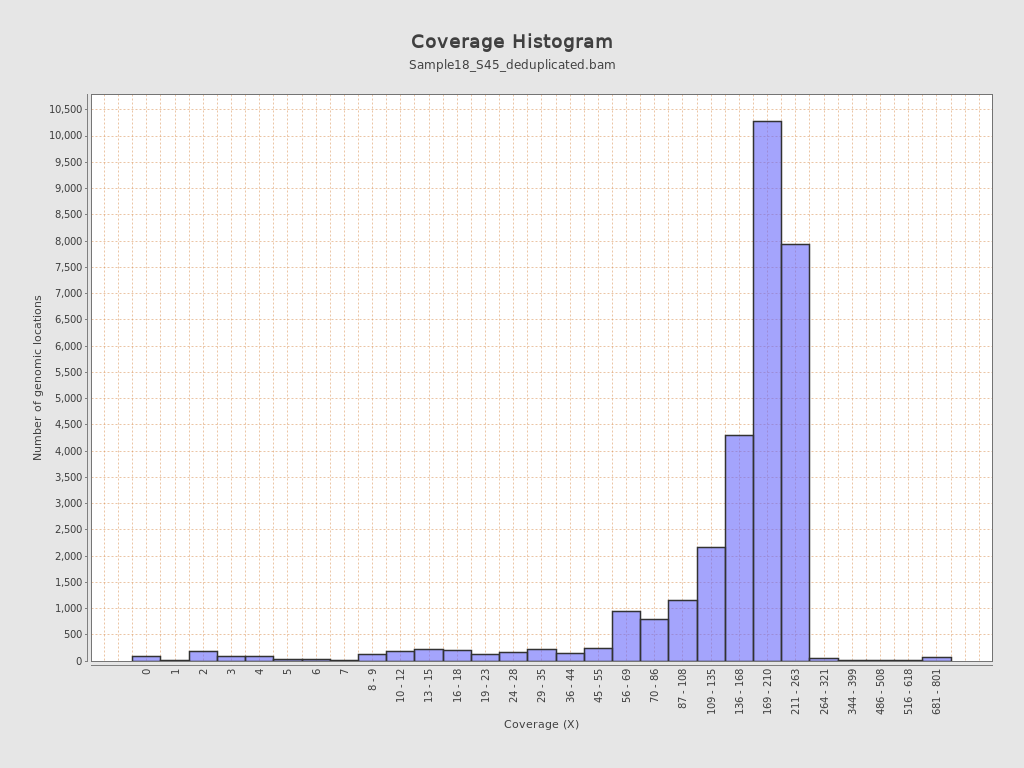 Coverage Histogram
Sample18_S45_deduplicated.bam
Number of genomic locations
10,500
10,000
9,500
9,000
8,500
8,000
7,500
7,000
6,500
6,000
5,500
5,000
4,500
4,000
3,500
3,000
2,500
2,000
1,500
1,000
500
0
0
1
2
3
4
5
6
7
8 - 9
10 - 12
13 - 15
16 - 18
19 - 23
24 - 28
29 - 35
36 - 44
45 - 55
56 - 69
70 - 86
87 - 108
109 - 135
136 - 168
169 - 210
211 - 263
264 - 321
344 - 399
486 - 508
516 - 618
681 - 801
Coverage (X)